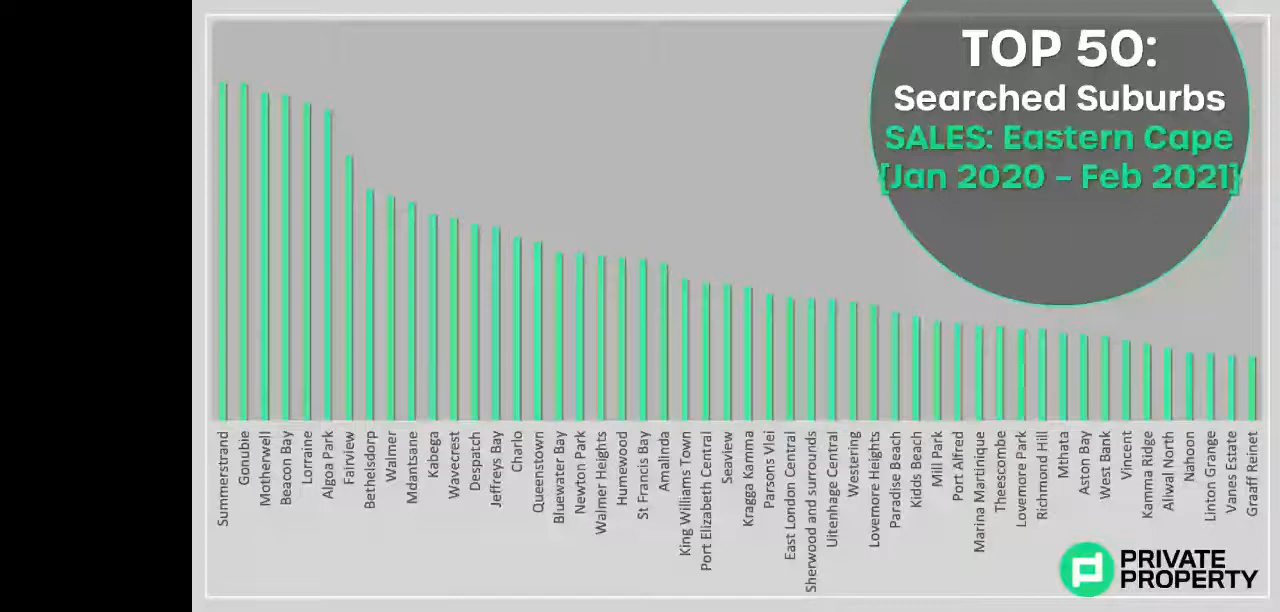 TOP 50:
Searched Suburbs
SALES: Eastern Cape
[Jan 2020 – Feb 2021]
Summerstrand
Gonubie
Motherwell
Beacon Bay
Lorraine
Algoa Park
Fairview
Bethelsdorp
Walmer
Mdantsane
Kabega
Wavecrest
Despatch
Jeffreys Bay
Charlo
Queenstown
Bluewater Bay
Newton Park
Walmer Heights
Humewood
St Francis Bay
Amalinda
King Williams Town
Port Elizabeth Central
Seaview
Kragga Kamma
Parsons Vlei
East London Central
Sherwood and surrounds
Uitenhage Central
Westering
Lovemore Heights
Paradise Beach
Kidds Beach
Mill Park
Port Alfred
Marina Martinique
Theescombe
Lovemore Park
Richmond Hill
Mthata
Aston Bay
West Bank
Vincent
Kamma Ridge
Aliwal North
Nahoon
Linton Grange
Vanes Estate
Graaff Reinet
PRIVATE
PROPERTY